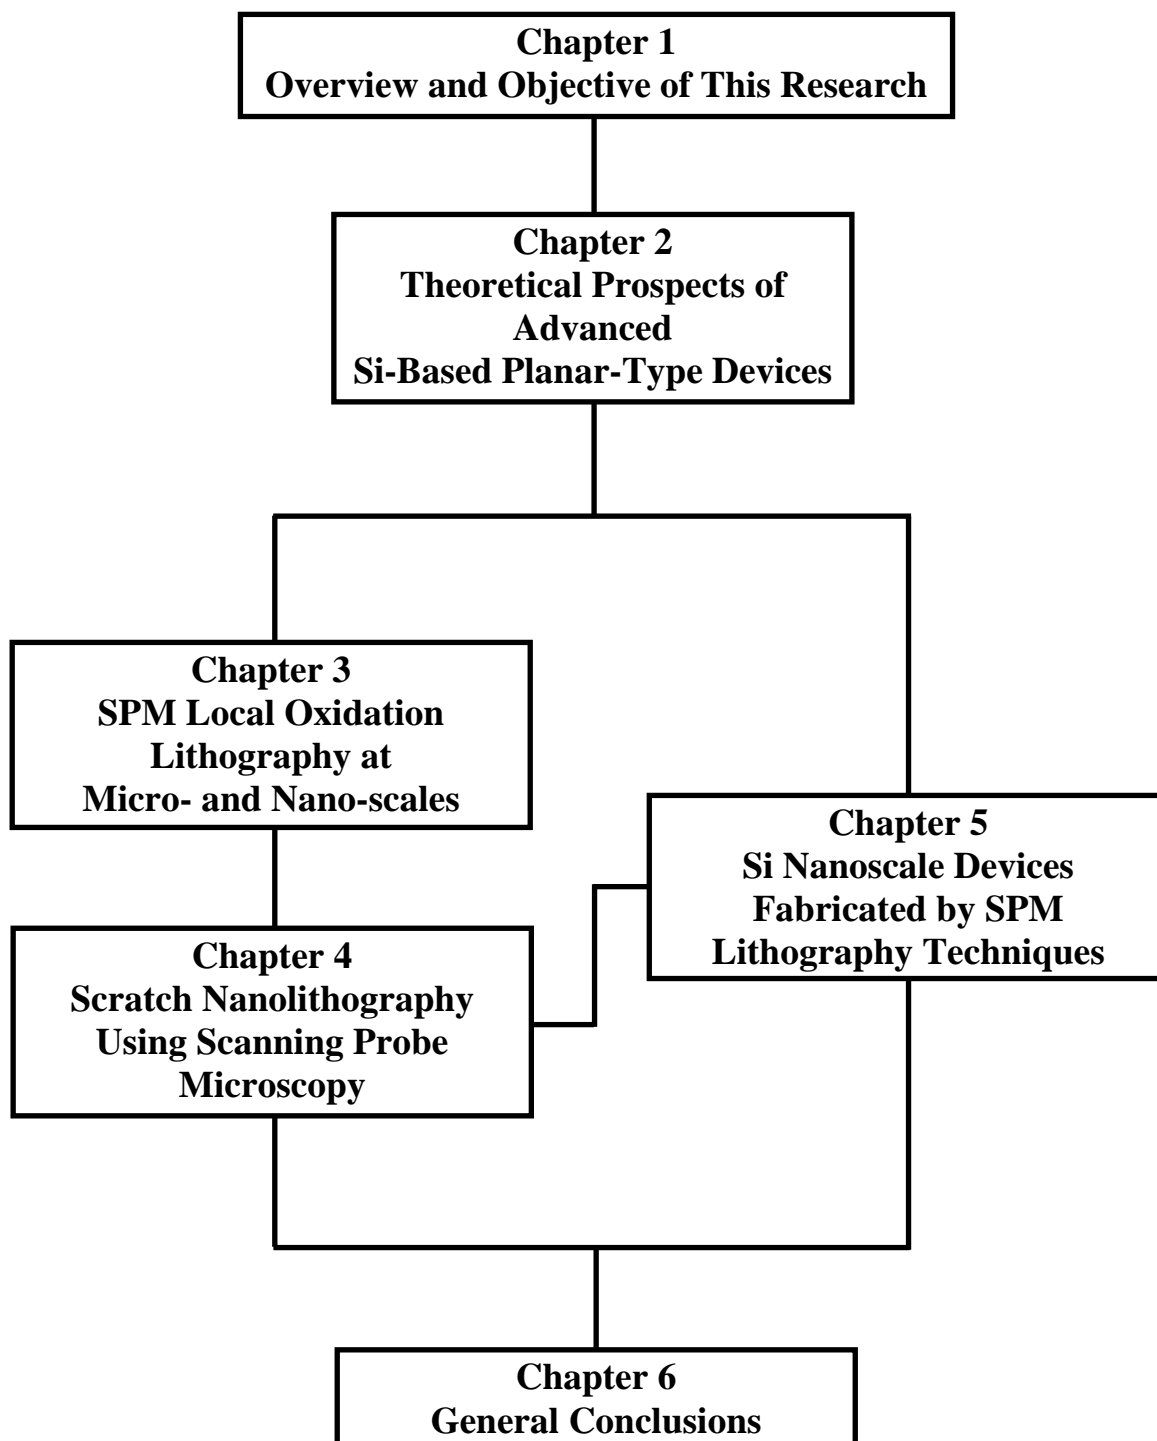 Chapter 1
Overview and Objective of This Research
Chapter 2
Theoretical Prospects of
Advanced
Si-Based Planar-Type Devices
Chapter 3
SPM Local Oxidation
Lithography at
Micro- and Nano-scales
Chapter 4
Scratch Nanolithography
Using Scanning Probe
Microscopy
Chapter 5
Si Nanoscale Devices
Fabricated by SPM
Lithography Techniques
Chapter 6
General Conclusions